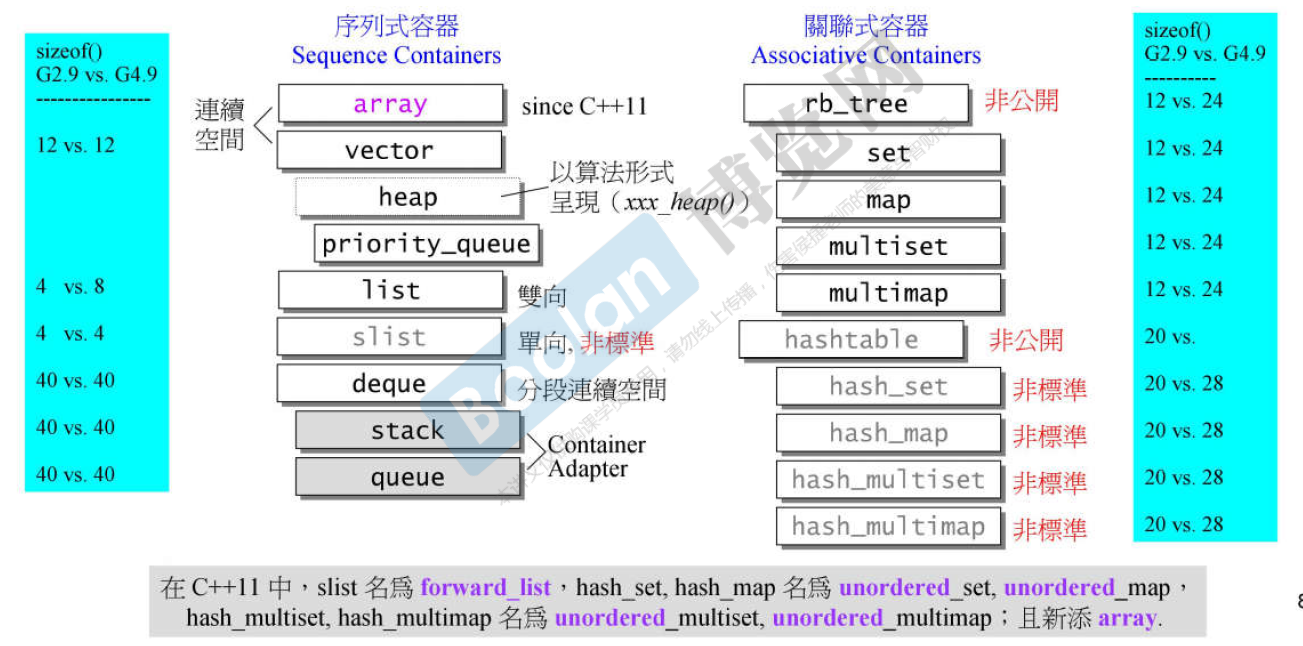 sizeof()
G2.9 vs. G4.9
----------------
12 vs. 12
4 vs. 8
4 vs. 4
40 vs. 40
40 vs. 40
40 vs. 40
序列式容器
Sequence Containers
連續
空間
array
since C++11
vector
heap
以算法形式
呈現（xxx_heap()）
priority_queue
list
雙向
slist
單向, 非標準
deque
分段連續空間
stack
queue
Container
Adapter
關聯式容器
Associative Containers
rb_tree
非公開
set
map
multiset
multimap
hashtable
非公開
hash_set
非標準
hash_map
非標準
hash_multiset
非標準
hash_multimap
非標準
sizeof()
G2.9 vs. G4.9
----------
12 vs. 24
12 vs. 24
12 vs. 24
12 vs. 24
12 vs. 24
20 vs.
20 vs. 28
20 vs. 28
20 vs. 28
20 vs. 28
Boolan
博览网
在 C++11 中，slist 名爲 forward_list，hash_set, hash_map 名爲 unordered_set, unordered_map，
hash_multiset, hash_multimap 名爲 unordered_multiset, unordered_multimap；且新添 array.
8